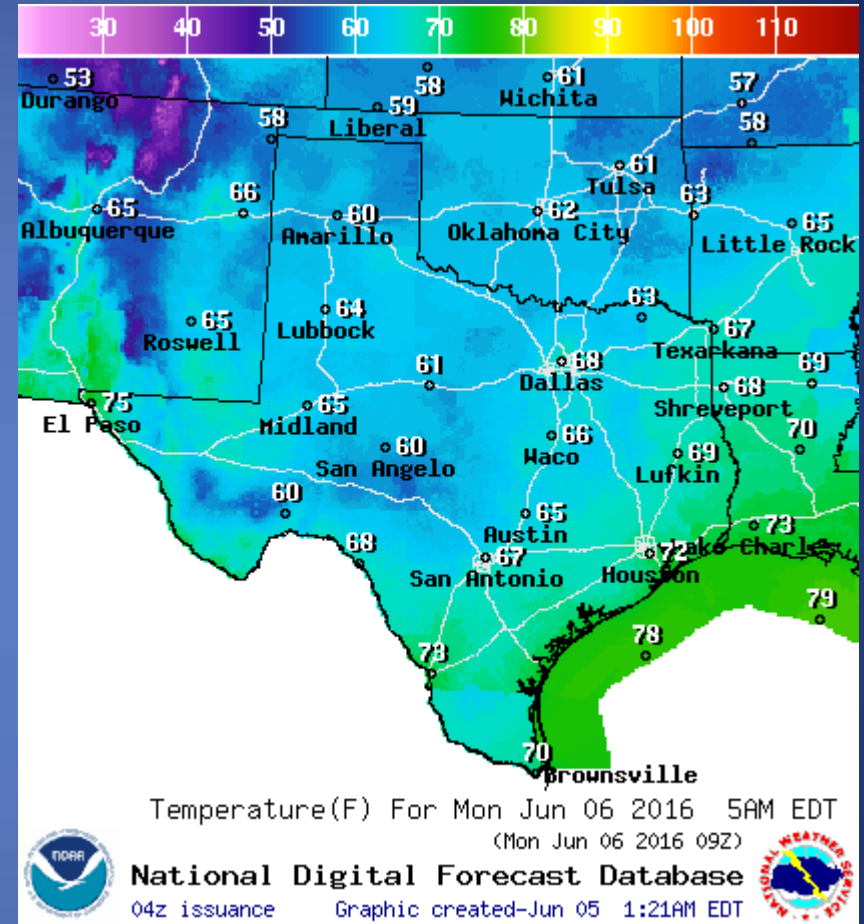 30 40 50 60 70 80 90 100 110
53
Durango
58
59
Liberal
58
61
Wichita
57
58
61
Tulsa
65
Albuquerque
66
60
Amarillo
62
Oklahoma City
63
65
Little Rock
65
Roswell
64
Lubbock
63
67
Texarkana
61
68
Dallas
68
Shreveport
69
75
El Paso
65
Midland
60
San Angelo
66
Waco
69
Lufkin
70
60
65
Austin
73
Lake Charles
68
67
San Antonio
72
Houston
79
78
73
70
Brownsville
Temperature(F) For Mon Jun 06 2016 5AM EDT
(Mon Jun 06 2016 09Z)
National Digital Forecast Database
04z issuance Graphic created-Jun 05 1:21AM EDT
NOAA
NATIONAL WEATHER SERVICE